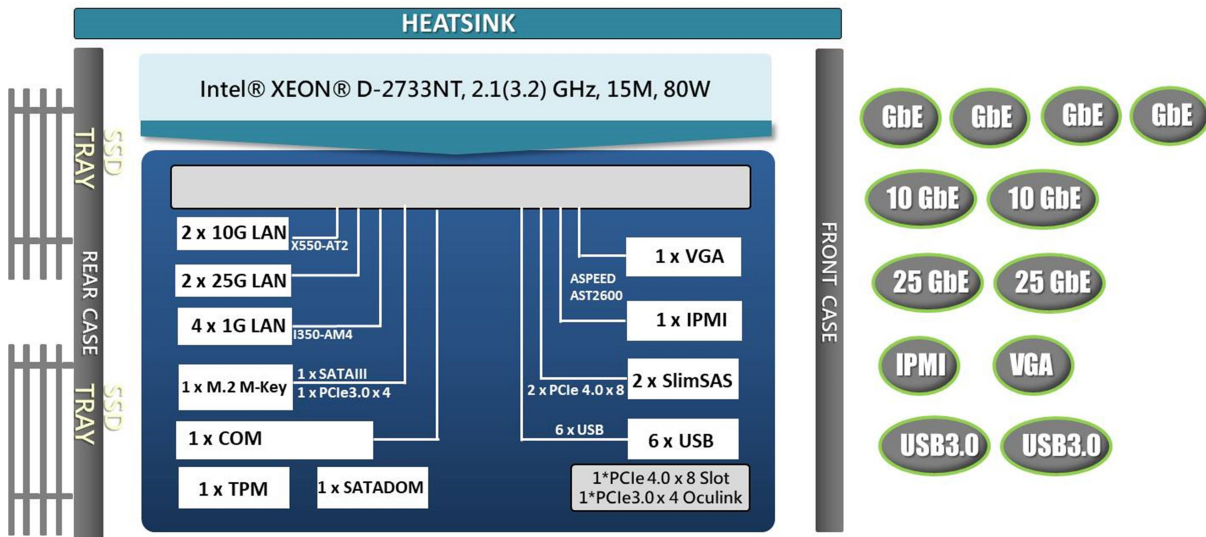 HEATSINK
Intel® XEON® D-2733NT, 2.1(3.2) GHz, 15M, 80W
SSD
TRAY
REAR CASE
SSD
TRAY
2 x 10G LAN
X550-AT2
2 x 25G LAN
4 x 1G LAN
I350-AM4
1 x M.2 M-Key
1 x SATAIII
1 x PCIe3.0 x 4
1 x COM
1 x TPM
1 x SATADOM
1 x VGA
ASPEED
AST2600
1 x IPMI
2 x PCIe 4.0 x 8
2 x SlimSAS
6 x USB
6 x USB
1*PCIe 4.0 x 8 Slot
1*PCIe3.0 x 4 Oculink
FRONT CASE
GbE GbE GbE GbE
10 GbE 10 GbE
25 GbE 25 GbE
IPMI VGA
USB3.0 USB3.0